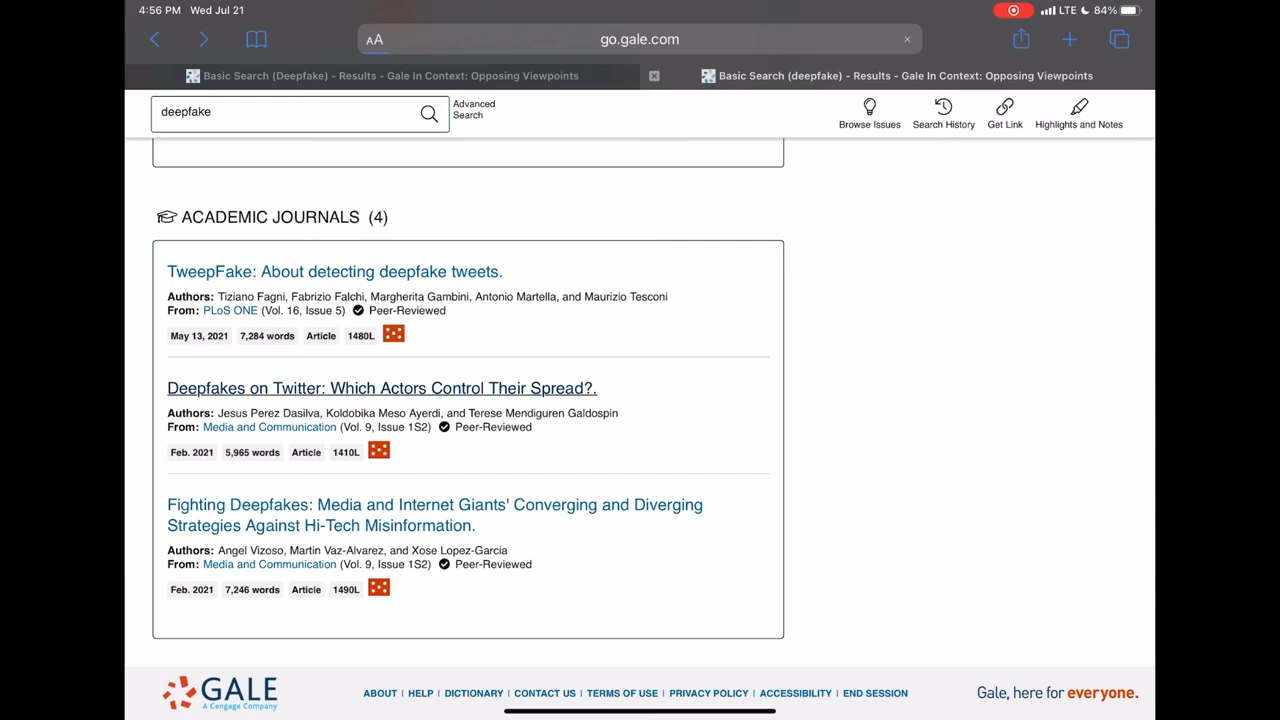 4:56 PM Wed Jul 21
LTE 84%
AA go.gale.com
Basic Search (Deepfake) - Results - Gale In Context: Opposing Viewpoints
Basic Search (deepfake) - Results - Gale In Context: Opposing Viewpoints
deepfake
Advanced
Search
Browse Issues Search History Get Link Highlights and Notes
ACADEMIC JOURNALS (4)
TweepFake: About detecting deepfake tweets.
Authors: Tiziano Fagni, Fabrizio Falchi, Margherita Gambini, Antonio Martella, and Maurizio Tesconi
From: PLoS ONE (Vol. 16, Issue 5) Peer-Reviewed
May 13, 2021 7,284 words Article 1480L
Deepfakes on Twitter: Which Actors Control Their Spread?.
Authors: Jesus Perez Dasilva, Koldobika Meso Ayerdi, and Terese Mendiguren Galdospin
From: Media and Communication (Vol. 9, Issue 1S2) Peer-Reviewed
Feb. 2021 5,965 words Article 1410L
Fighting Deepfakes: Media and Internet Giants' Converging and Diverging
Strategies Against Hi-Tech Misinformation.
Authors: Angel Vizoso, Martin Vaz-Alvarez, and Xose Lopez-Garcia
From: Media and Communication (Vol. 9, Issue 1S2) Peer-Reviewed
Feb. 2021 7,246 words Article 1490L
GALE
A Cengage Company
ABOUT | HELP | DICTIONARY | CONTACT US | TERMS OF USE | PRIVACY POLICY | ACCESSIBILITY | END SESSION
Gale, here for everyone.